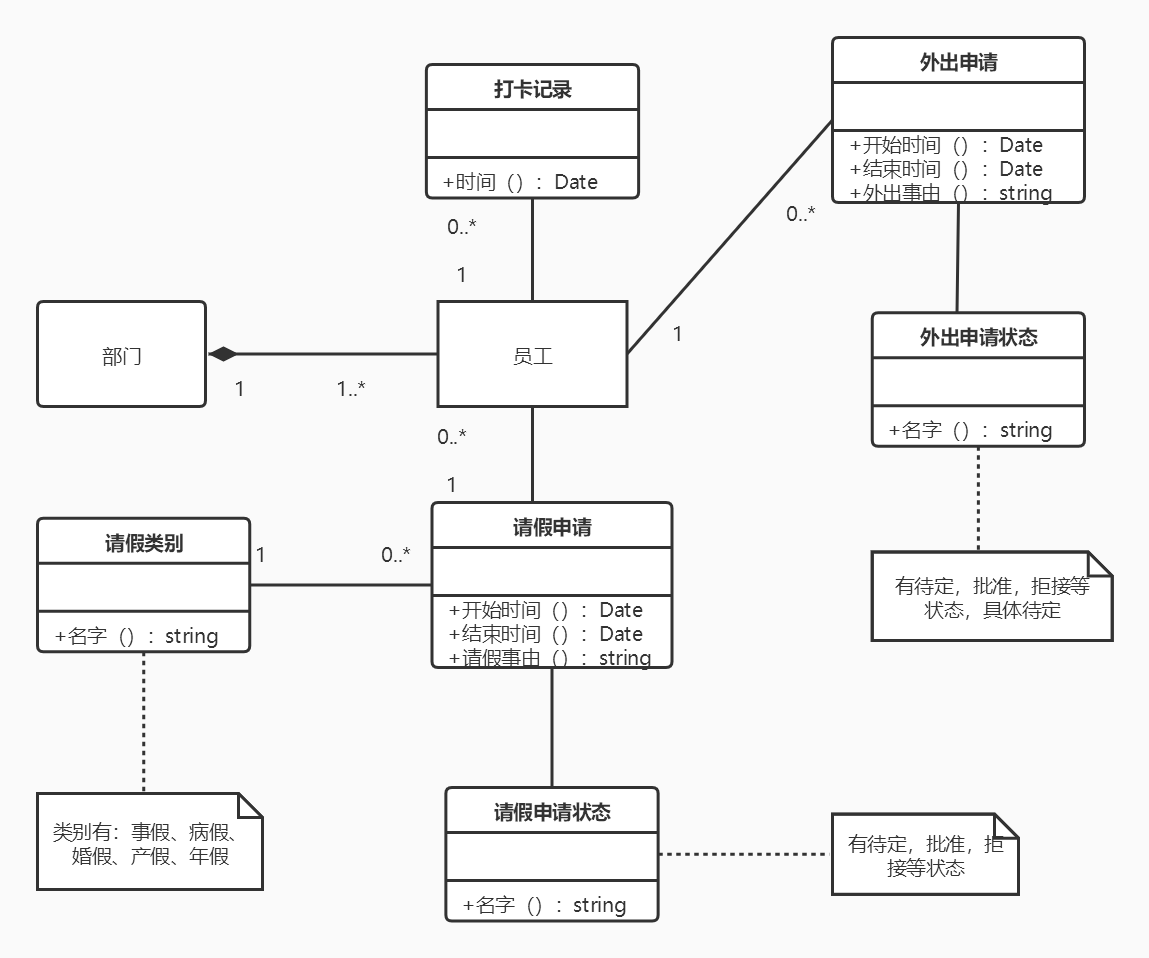 打卡记录
+时间（）：Date
外出申请
+开始时间（）：Date
+结束时间（）：Date
+外出事由（）：string
0..*
1
0..*
1
部门
员工
1
1..*
外出申请状态
+名字（）：string
有待定，批准，拒接等
状态，具体待定
0..*
1
请假类别
+名字（）：string
1
0..*
请假申请
+开始时间（）：Date
+结束时间（）：Date
+请假事由（）：string
类别有：事假、病假、
婚假、产假、年假
请假申请状态
+名字（）：string
有待定，批准，拒
接等状态